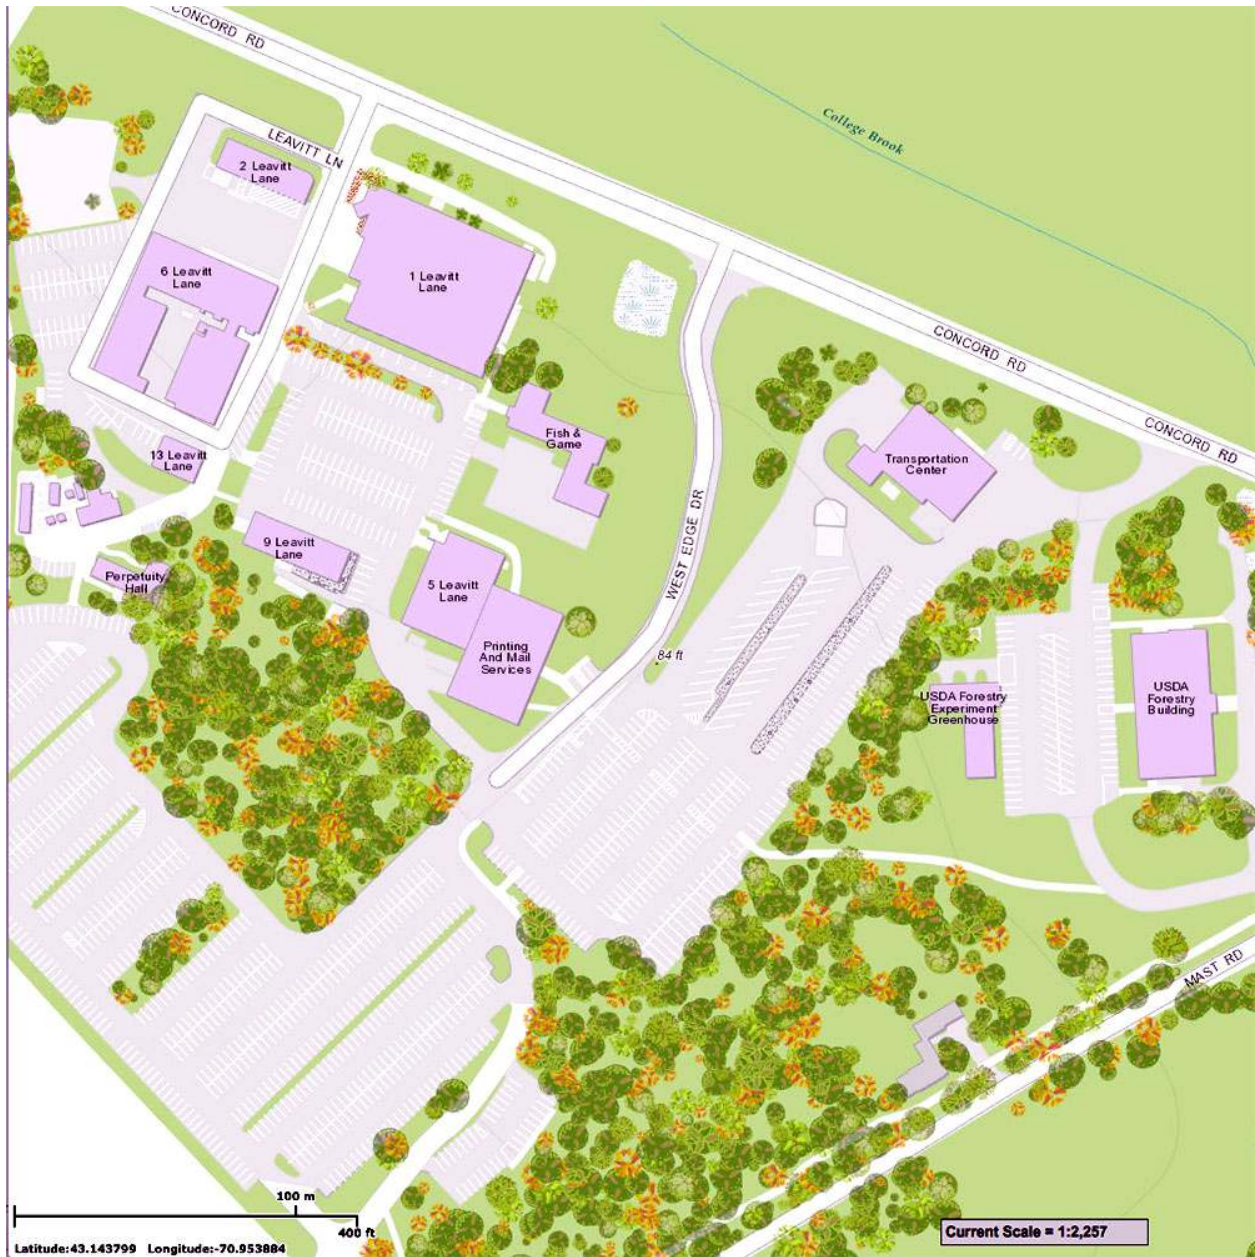 CONCORD RD
College Brook
LEAVITT LN
2 Leavitt
Lane
6 Leavitt
Lane
1 Leavitt
Lane
CONCORD RD
CONCORD RD
Fish &
Game
13 Leavitt
Lane
Transportation
Center
WEST EDGE DR
9 Leavitt
Lane
Perpetuity
Hall
5 Leavitt
Lane
Printing
And Mail
Services
84 ft
USDA Forestry
Experiment
Greenhouse
USDA
Forestry
Building
MAST RD
100 m
400 ft
Latitude:43.143799 Longitude:-70.953884
Current Scale = 1:2,257